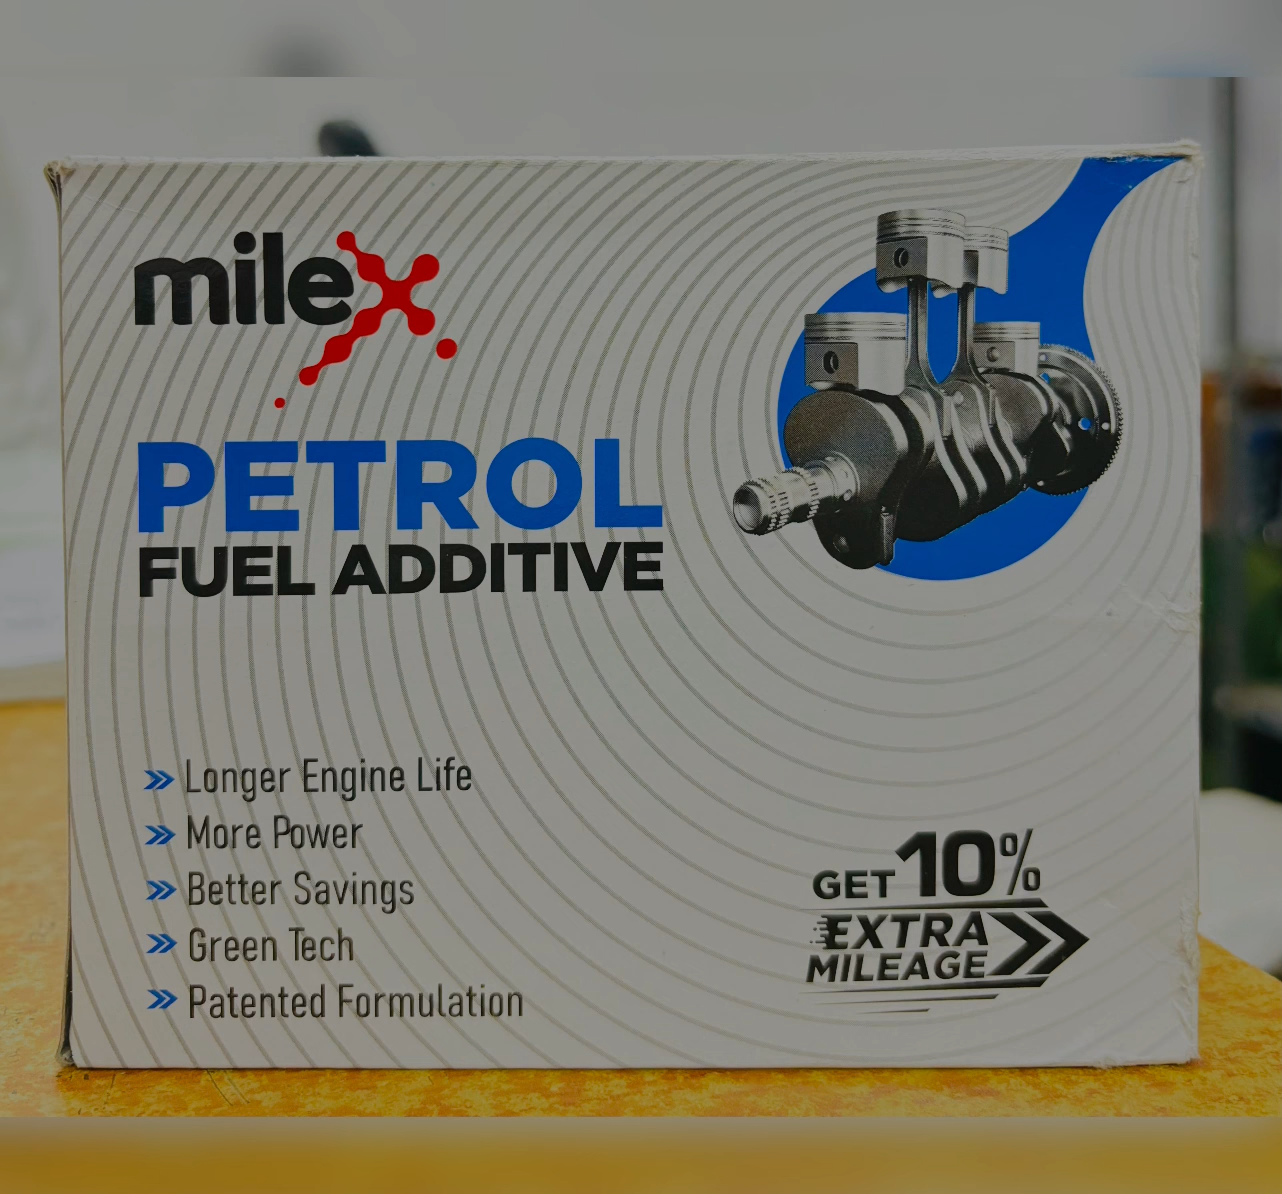 milex
PETROL
FUEL ADDITIVE
Longer Engine Life
More Power
Better Savings
Green Tech
Patented Formulation
GET 10%
EXTRA
MILEAGE